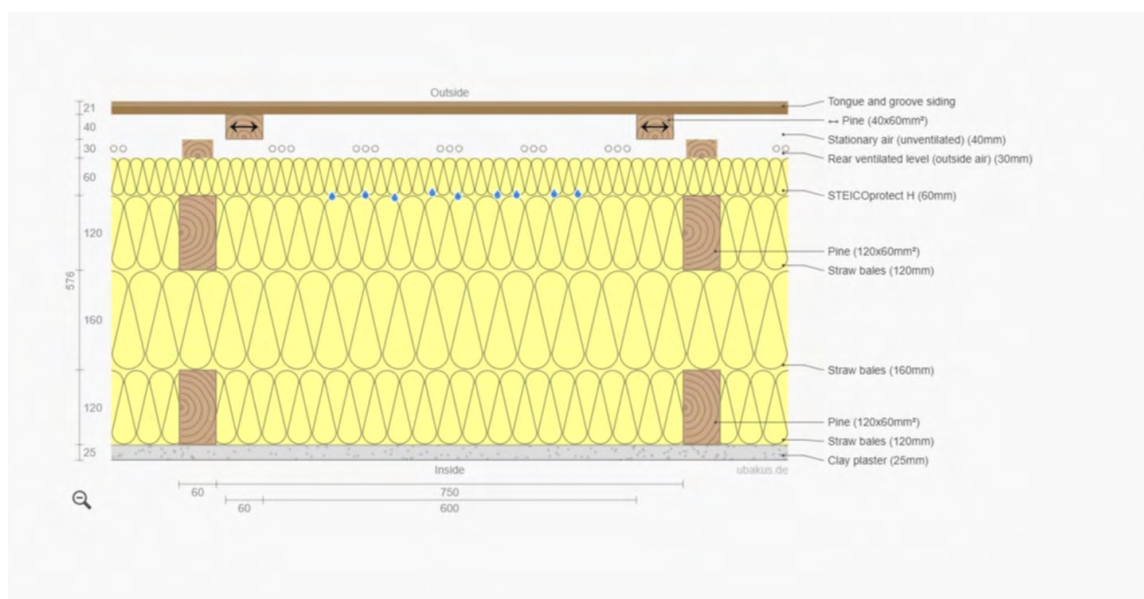 Outside
21
Tongue and groove siding
↔ Pine (40x60mm²)
40
Stationary air (unventilated) (40mm)
30
Rear ventilated level (outside air) (30mm)
60
STEICOprotect H (60mm)
120
Pine (120x60mm²)
Straw bales (120mm)
576
160
Straw bales (160mm)
120
Pine (120x60mm²)
Straw bales (120mm)
25
Clay plaster (25mm)
Inside
ubakus.de
60
750
60
600